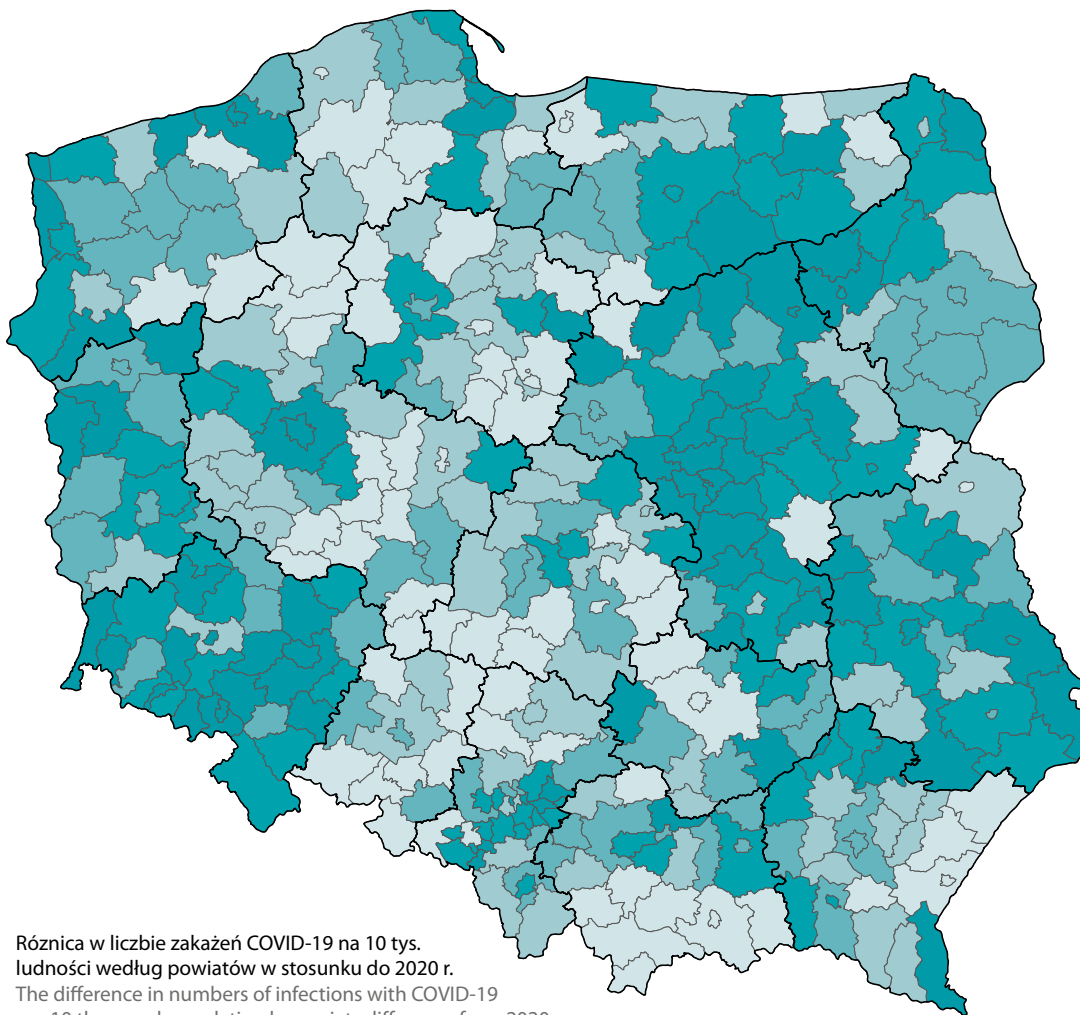 Róznica w liczbie zakażeń COVID-19 na 10 tys.
ludności według powiatów w stosunku do 2020 r.
The difference in numbers of infections with COVID-19